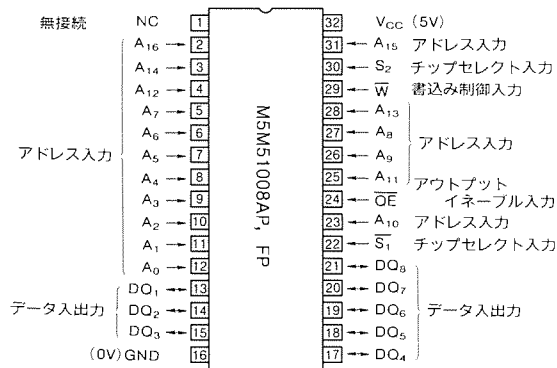 無接続 NC 1 32 VCC (5V)
A16 2 31 A15 アドレス入力
A14 3 30 S2 チップセレクト入力
A12 4 29 W̅ 書込み制御入力
A7 5 28 A13
A6 6 27 A8
アドレス入力
A5 7 26 A9
アドレス入力
A4 8 25 A11
アウトプット
A3 9 24 O̅E̅ イネーブル入力
A2 10 23 A10 アドレス入力
A1 11 22 S̅1 チップセレクト入力
A0 12 21 DQ8
DQ1 13 20 DQ7
データ入出力 DQ2 14 19 DQ6 データ入出力
DQ3 15 18 DQ5
(0V) GND 16 17 DQ4
M5M51008AP, FP